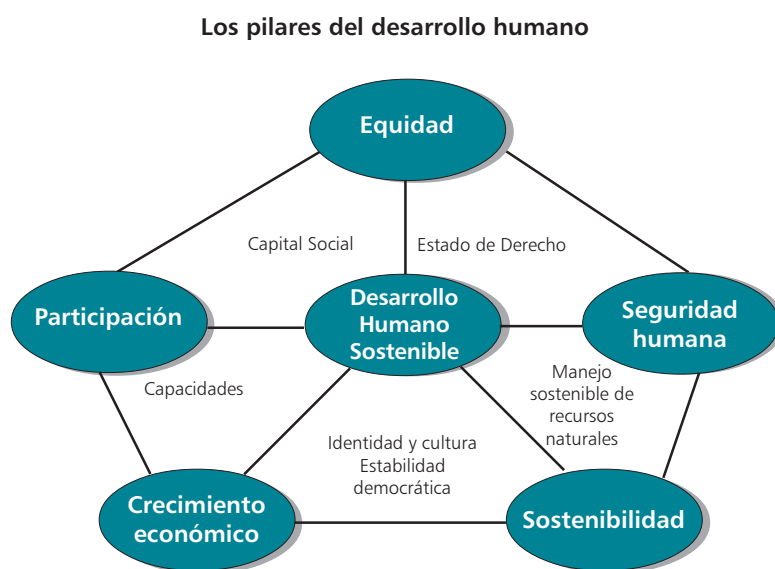 Los pilares del desarrollo humano
Equidad
Capital Social
Estado de Derecho
Participación
Desarrollo
Humano
Sostenible
Seguridad
humana
Capacidades
Manejo
sostenible de
recursos
naturales
Identidad y cultura
Estabilidad
democrática
Crecimiento
económico
Sostenibilidad